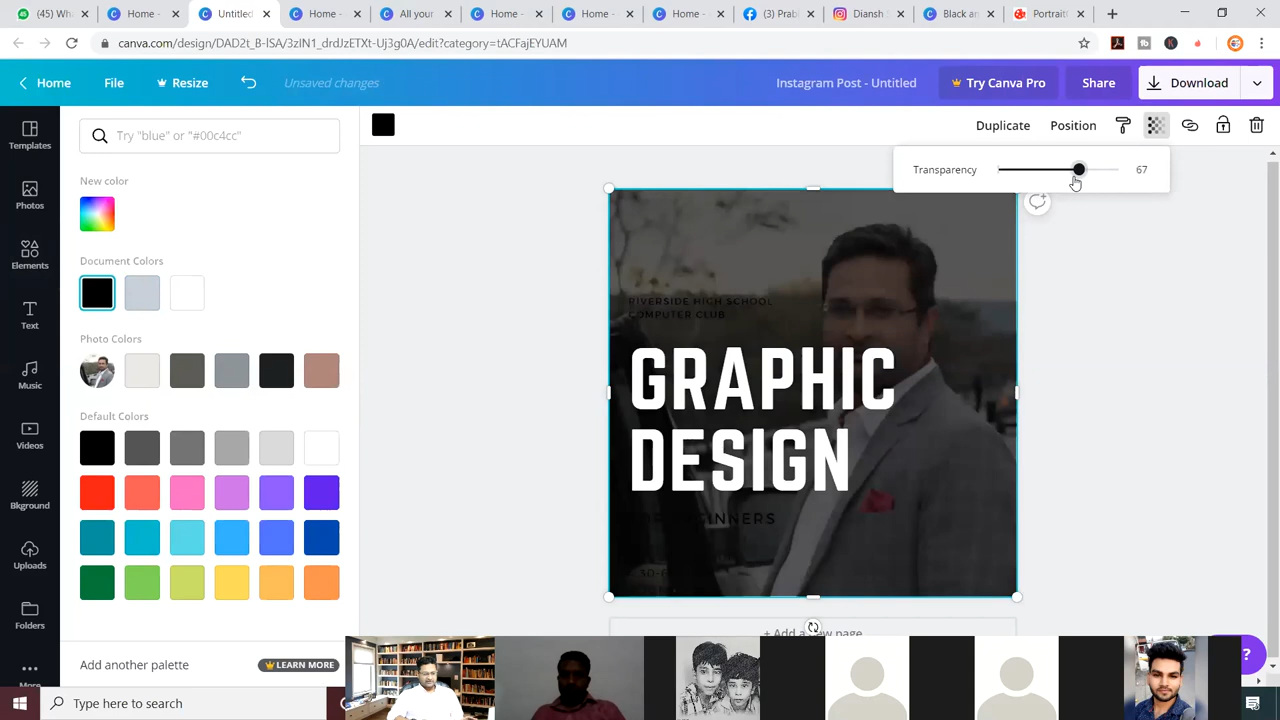 Wh
Home -
Untitled
Home -
All your
Home -
Home -
Home -
(3) Prab
Diansh
Black an
Portrait
canva.com/design/DAD2t_B-lSA/3zIN1_drdJzETXt-Uj3g0A/edit?category=tACFajEYUAM
Home
File
Resize
Unsaved changes
Instagram Post - Untitled
Try Canva Pro
Share
Download
Templates
Photos
Elements
Text
Music
Videos
Bkground
Uploads
Folders
More
Try "blue" or "#00c4cc"
New color
Document Colors
Photo Colors
Default Colors
Add another palette
LEARN MORE
Duplicate
Position
Transparency
67
RIVERSIDE HIGH SCHOOL
COMPUTER CLUB
GRAPHIC
DESIGN
+ Add a new page
?
Type here to search